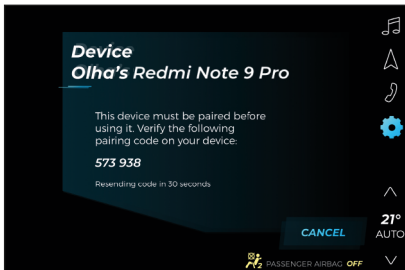 Device
Olha's Redmi Note 9 Pro
This device must be paired before
using it. Verify the following
pairing code on your device:
573 938
Resending code in 30 seconds
CANCEL
21°
AUTO
2 PASSENGER AIRBAG OFF